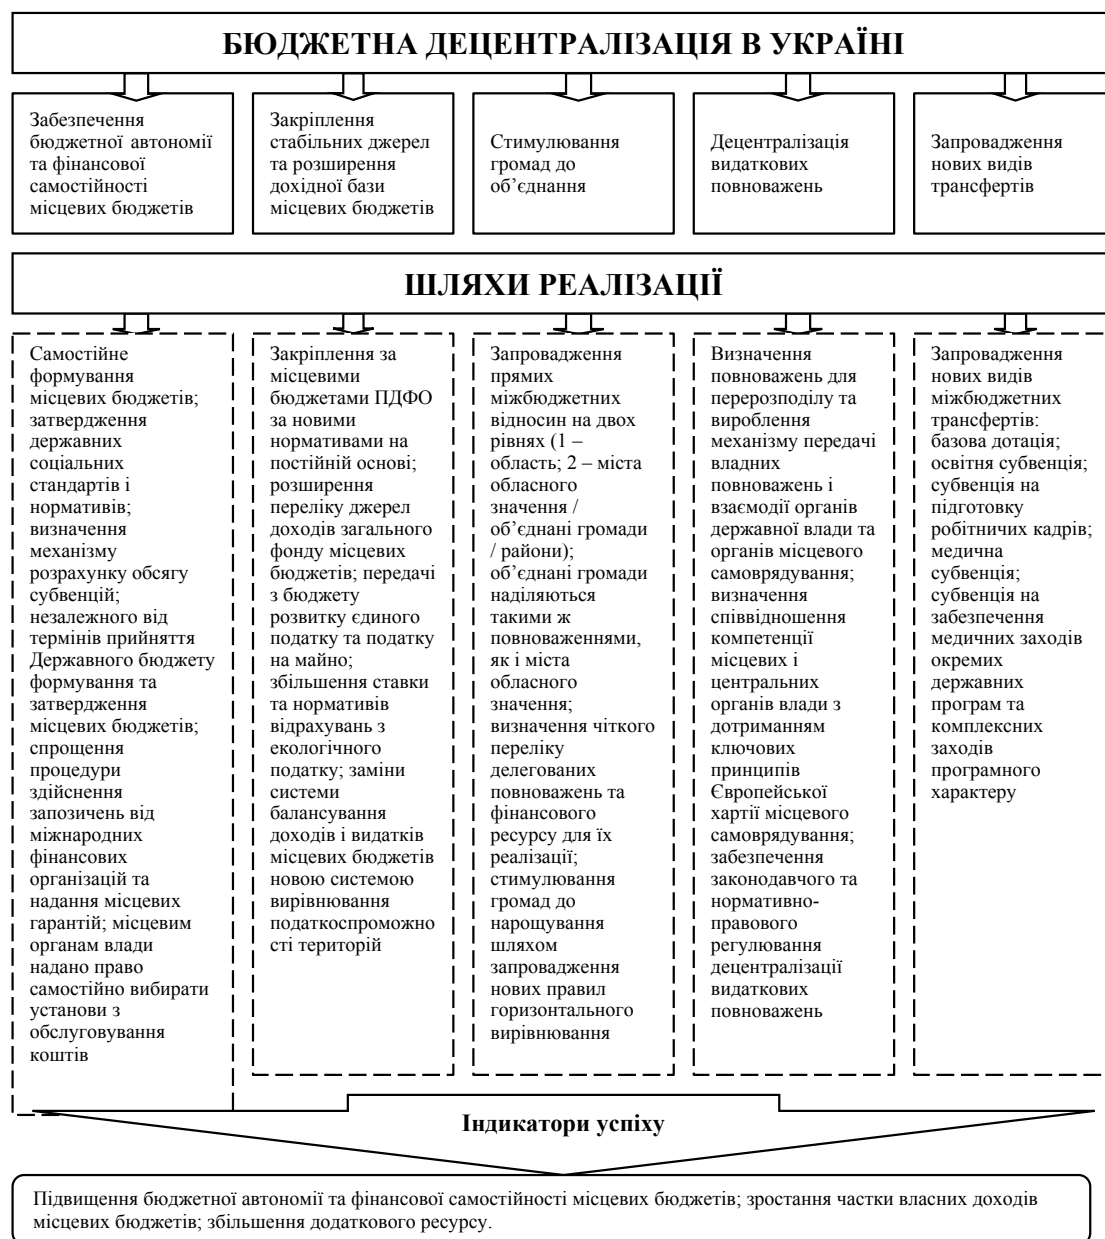 БЮДЖЕТНА ДЕЦЕНТРАЛІЗАЦІЯ В УКРАЇНІ
Забезпечення
бюджетної автономії
та фінансової
самостійності
місцевих бюджетів
Закріплення
стабільних джерел
та розширення
дохідної бази
місцевих бюджетів
Стимулювання
громад до
об’єднання
Децентралізація
видаткових
повноважень
Запровадження
нових видів
трансфертів
ШЛЯХИ РЕАЛІЗАЦІЇ
Самостійне
формування
місцевих бюджетів;
затвердження
державних
соціальних
стандартів і
нормативів;
визначення
механізму
розрахунку обсягу
субвенцій;
незалежного від
термінів прийняття
Державного бюджету
формування та
затвердження
місцевих бюджетів;
спрощення
процедури
здійснення
запозичень від
міжнародних
фінансових
організацій та
надання місцевих
гарантій; місцевим
органам влади
надано право
самостійно вибирати
установи з
обслуговування
коштів
Закріплення за
місцевими
бюджетами ПДФО
за новими
нормативами на
постійній основі;
розширення
переліку джерел
доходів загального
фонду місцевих
бюджетів; передачі
з бюджету
розвитку єдиного
податку та податку
на майно;
збільшення ставки
та нормативів
відрахувань з
екологічного
податку; заміни
системи
балансування
доходів і видатків
місцевих бюджетів
новою системою
вирівнювання
податкоспроможно
сті територій
Запровадження
прямих
міжбюджетних
відносин на двох
рівнях (1 –
область; 2 – міста
обласного
значення /
об’єднані громади
/ райони);
об’єднані громади
наділяються
такими ж
повноваженнями,
як і міста
обласного
значення;
визначення чіткого
переліку
делегованих
повноважень та
фінансового
ресурсу для їх
реалізації;
стимулювання
громад до
нарощування
шляхом
запровадження
нових правил
горизонтального
вирівнювання
Визначення
повноважень для
перерозподілу та
вироблення
механізму передачі
владних
повноважень і
взаємодії органів
державної влади та
органів місцевого
самоврядування;
визначення
співвідношення
компетенції
місцевих і
центральних
органів влади з
дотриманням
ключових
принципів
Європейської
хартії місцевого
самоврядування;
забезпечення
законодавчого та
нормативно-
правового
регулювання
децентралізації
видаткових
повноважень
Запровадження
нових видів
міжбюджетних
трансфертів:
базова дотація;
освітня субвенція;
субвенція на
підготовку
робітничих кадрів;
медична
субвенція;
субвенція на
забезпечення
медичних заходів
окремих
державних
програм та
комплексних
заходів
програмного
характеру
Індикатори успіху
Підвищення бюджетної автономії та фінансової самостійності місцевих бюджетів; зростання частки власних доходів
місцевих бюджетів; збільшення додаткового ресурсу.